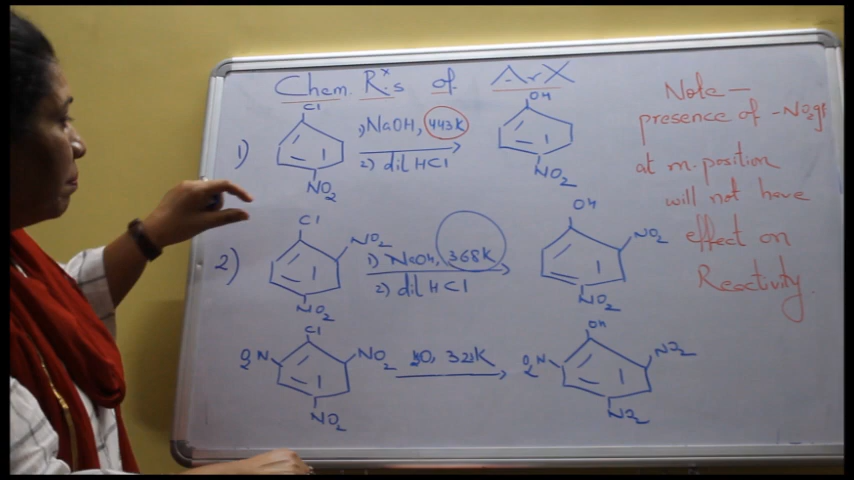 Chem. Rxs of ArX
1)
Cl
NO2
1) NaOH, 443K
2) dil HCl
OH
NO2
2)
Cl
NO2
NO2
1) NaOH, 368K
2) dil HCl
OH
NO2
NO2
Cl
O2N
NO2
NO2
321K
OH
O2N
NO2
NO2
Note -
presence of -NO2 gp
at m-position
will not have
effect on
Reactivity.